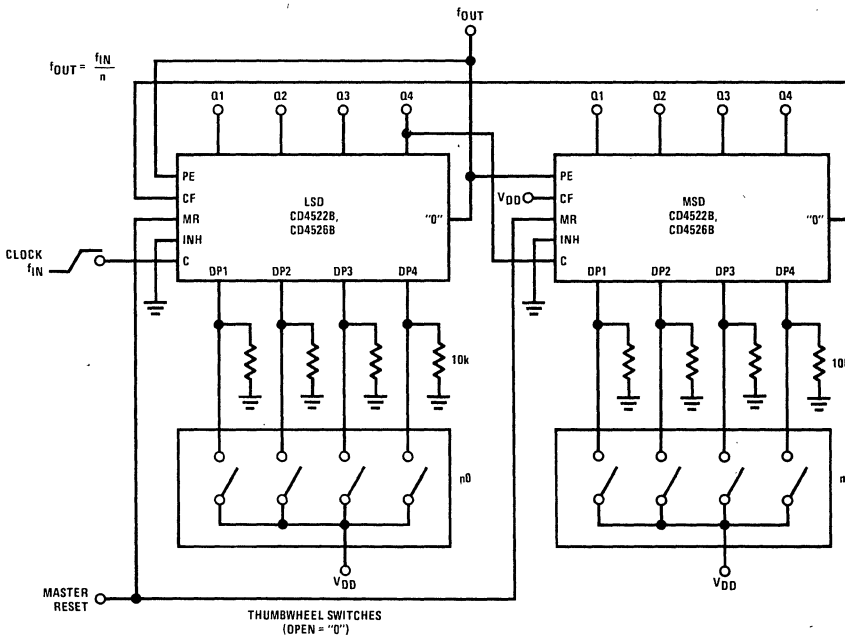 fOUT
fOUT = fIN
n
Q1 Q2 Q3 Q4
Q1 Q2 Q3 Q4
PE
CF
MR
INH
C
LSD
CD4522B,
CD4526B
"0"
DP1 DP2 DP3 DP4
VDD
PE
CF
MR
INH
C
MSD
CD4522B,
CD4526B
"0"
DP1 DP2 DP3 DP4
CLOCK
fIN
10k
n0
VDD
VDD
MASTER
RESET
THUMBWHEEL SWITCHES
(OPEN = "0")